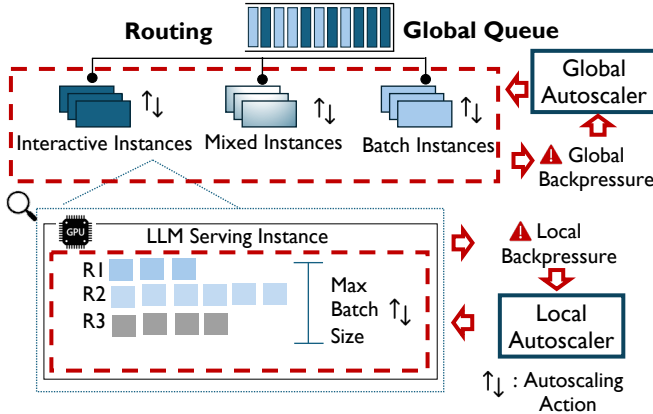 Routing
Global Queue
Interactive Instances
Mixed Instances
Batch Instances
Global
Autoscaler
Global
Backpressure
GPU
LLM Serving Instance
R1
R2
R3
Max
Batch
Size
Local
Backpressure
Local
Autoscaler
↑↓ : Autoscaling
Action